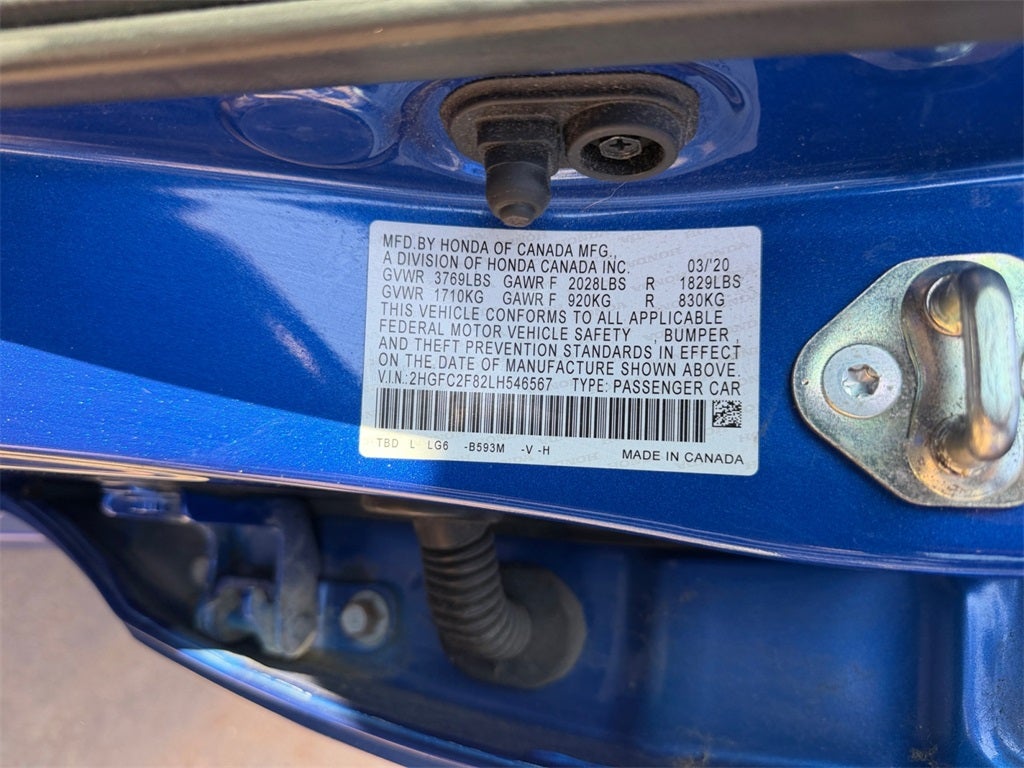 MFD.BY HONDA OF CANADA MFG.,
A DIVISION OF HONDA CANADA INC. 03/'20
GVWR 3769LBS GAWR F 2028LBS R 1829LBS
GVWR 1710KG GAWR F 920KG R 830KG
THIS VEHICLE CONFORMS TO ALL APPLICABLE
FEDERAL MOTOR VEHICLE SAFETY , BUMPER ,
AND THEFT PREVENTION STANDARDS IN EFFECT
ON THE DATE OF MANUFACTURE SHOWN ABOVE.
V.I.N.:2HGFC2F82LH546567 TYPE: PASSENGER CAR
TBD LG6 -B593M -V -H MADE IN CANADA